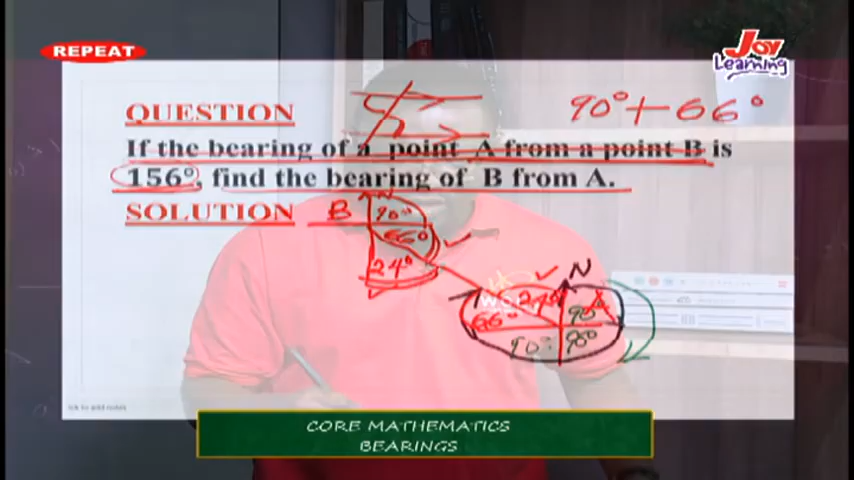 REPEAT
Joy
Learning
QUESTION
90° + 66°
If the bearing of a point A from a point B is
156°, find the bearing of B from A.
SOLUTION
B
N
90°
66°
24°
N
66°
90°
90°
90°
CORE MATHEMATICS
BEARINGS